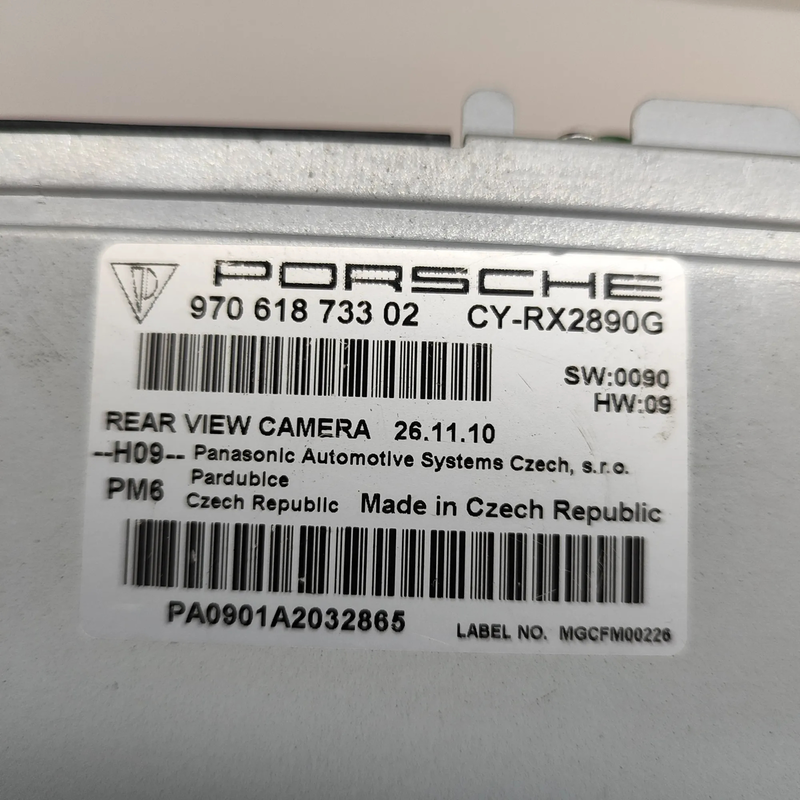 PORSCHE
970 618 733 02 CY-RX2890G
SW:0090
HW:09
REAR VIEW CAMERA 26.11.10
--H09-- Panasonic Automotive Systems Czech, s.r.o.
PM6 Pardubice
Czech Republic Made in Czech Republic
PA0901A2032865
LABEL NO. MGCFM00226